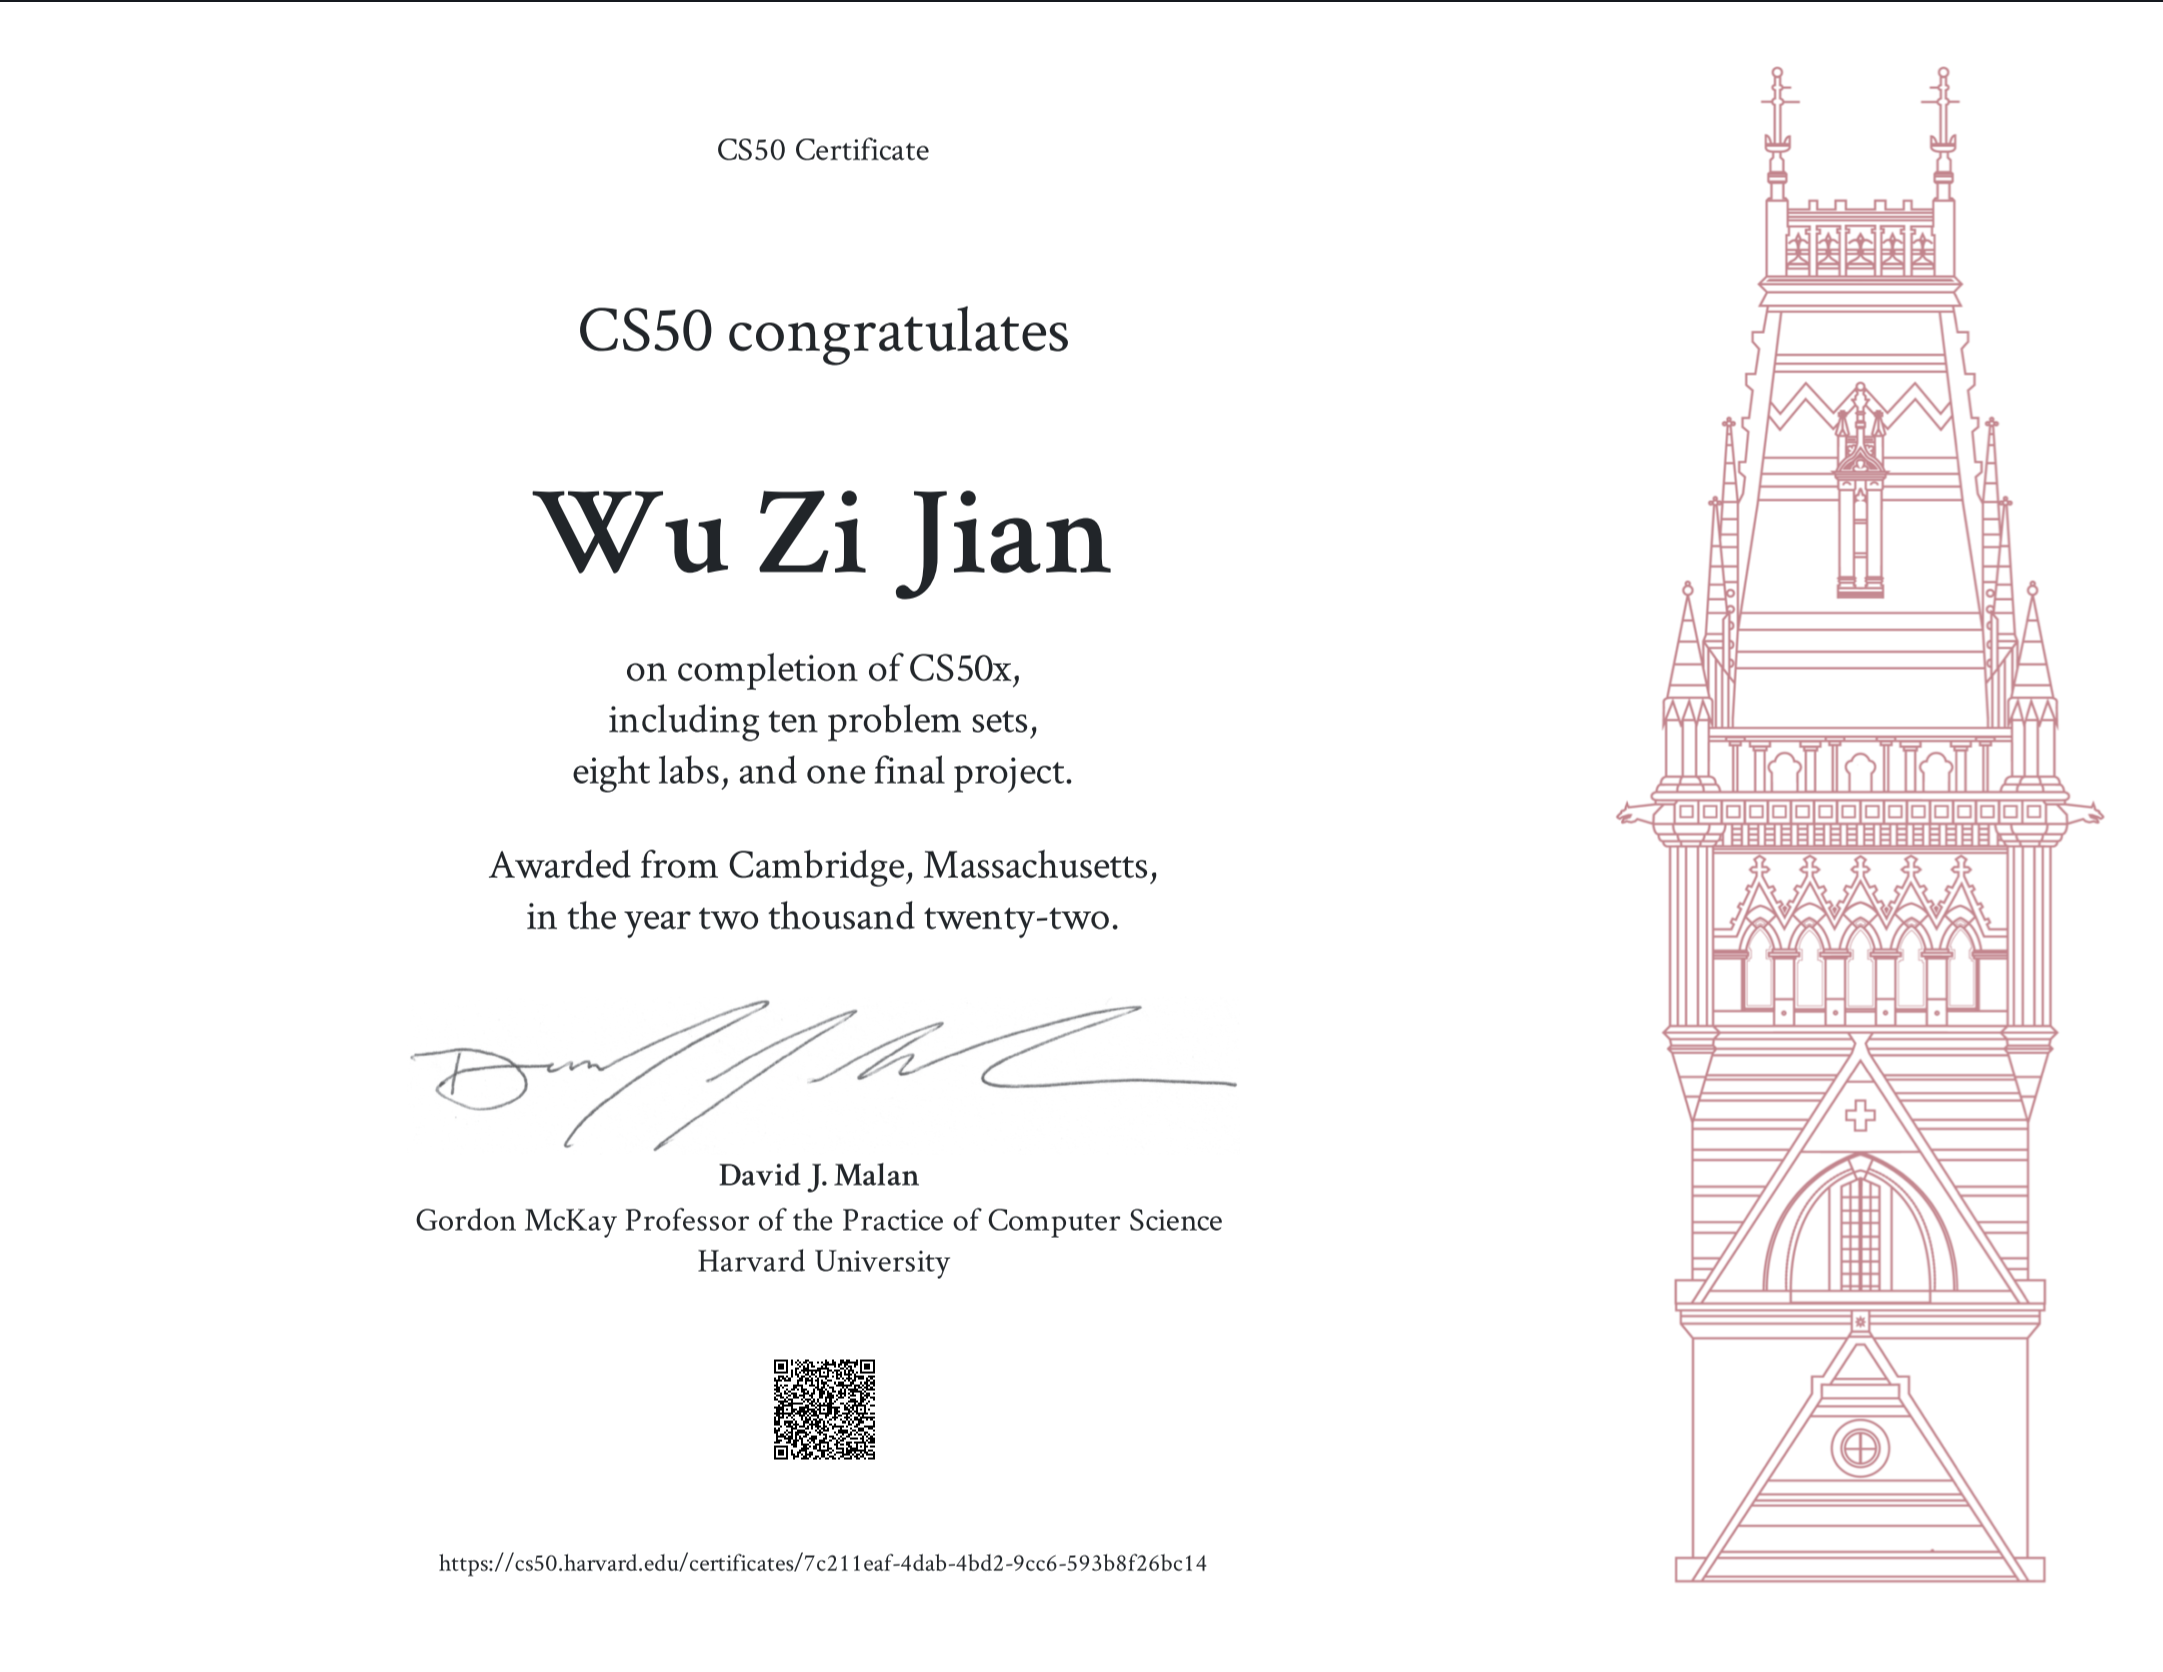 CS50 Certificate
CS50 congratulates
Wu Zi Jian
on completion of CS50x,
including ten problem sets,
eight labs, and one final project.
Awarded from Cambridge, Massachusetts,
in the year two thousand twenty-two.
David J. Malan
Gordon McKay Professor of the Practice of Computer Science
Harvard University
https://cs50.harvard.edu/certificates/7c211eaf-4dab-4bd2-9cc6-593b8f26bc14